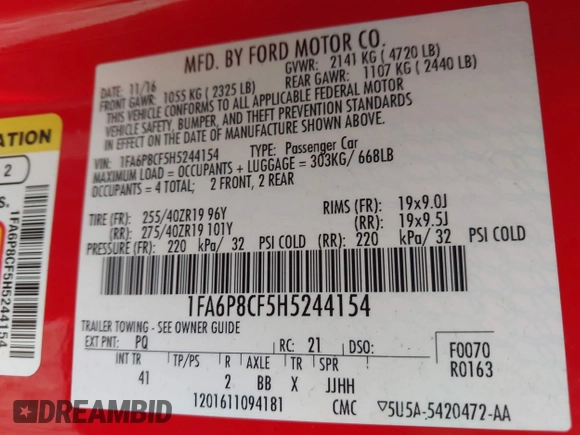 MFD. BY FORD MOTOR CO.
DATE: 11/16 GVWR: 2141 KG ( 4720 LB)
FRONT GAWR: 1055 KG ( 2325 LB) REAR GAWR: 1107 KG ( 2440 LB)
THIS VEHICLE CONFORMS TO ALL APPLICABLE FEDERAL MOTOR
VEHICLE SAFETY, BUMPER, AND THEFT PREVENTION STANDARDS
IN EFFECT ON THE DATE OF MANUFACTURE SHOWN ABOVE.
VIN: 1FA6P8CF5H5244154 TYPE: Passenger Car
MAXIMUM LOAD = OCCUPANTS + LUGGAGE = 303KG/ 668LB
OCCUPANTS = 4 TOTAL; 2 FRONT, 2 REAR
TIRE (FR): 255/40ZR19 96Y RIMS (FR): 19x9.0J
(RR): 275/40ZR19 101Y (RR): 19x9.5J
PRESSURE (FR): 220 kPa/ 32 PSI COLD (RR): 220 kPa/ 32 PSI COLD
1FA6P8CF5H5244154
TRAILER TOWING - SEE OWNER GUIDE
EXT PNT: PQ RC: 21 DSO: F0070
R0163
INT TR TP/PS R AXLE TR SPR
41 2 BB X JJHH
1201611094181 CMC ▽5U5A-5420472-AA
ATION
2
S.
1FA6P8CF5H5244154
DREAMBID